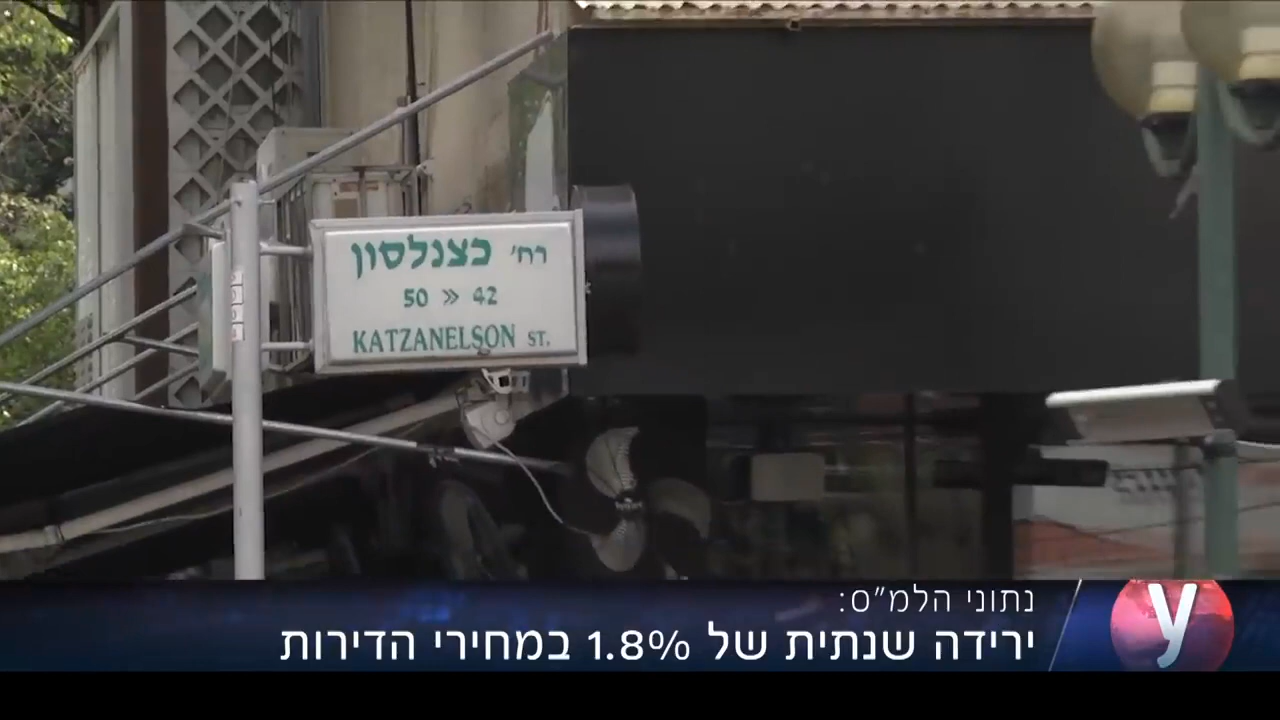 רח' כצנלסון
50 » 42
KATZANELSON ST.
נתוני הלמ"ס:
ירידה שנתית של 1.8% במחירי הדירות
y